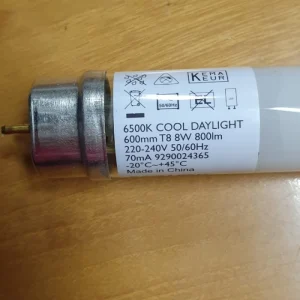 KEMA
KEUR
EL
6500K COOL DAYLIGHT
600mm T8 8W 800lm
220-240V 50/60Hz
70mA 9290024365
-20°C-+45°C
Made in China